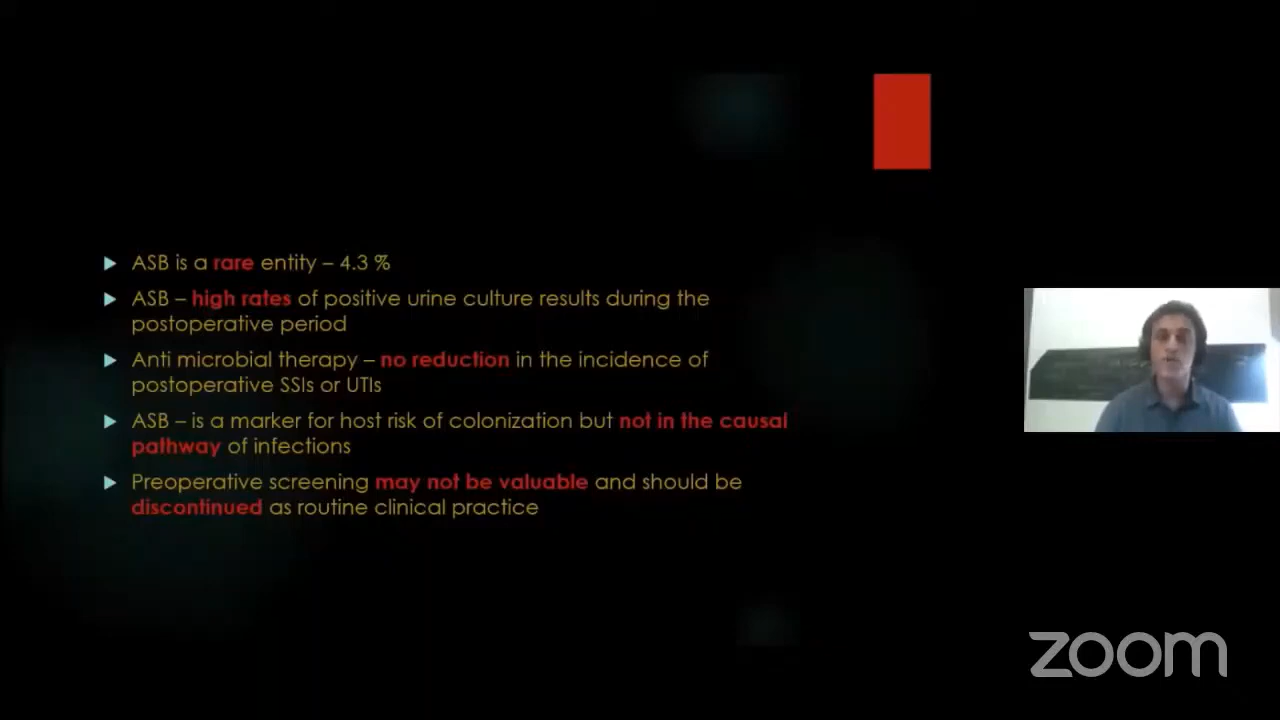 ASB is a rare entity – 4.3 %
ASB – high rates of positive urine culture results during the
postoperative period
Anti microbial therapy – no reduction in the incidence of
postoperative SSIs or UTIs
ASB – is a marker for host risk of colonization but not in the causal
pathway of infections
Preoperative screening may not be valuable and should be
discontinued as routine clinical practice
zoom